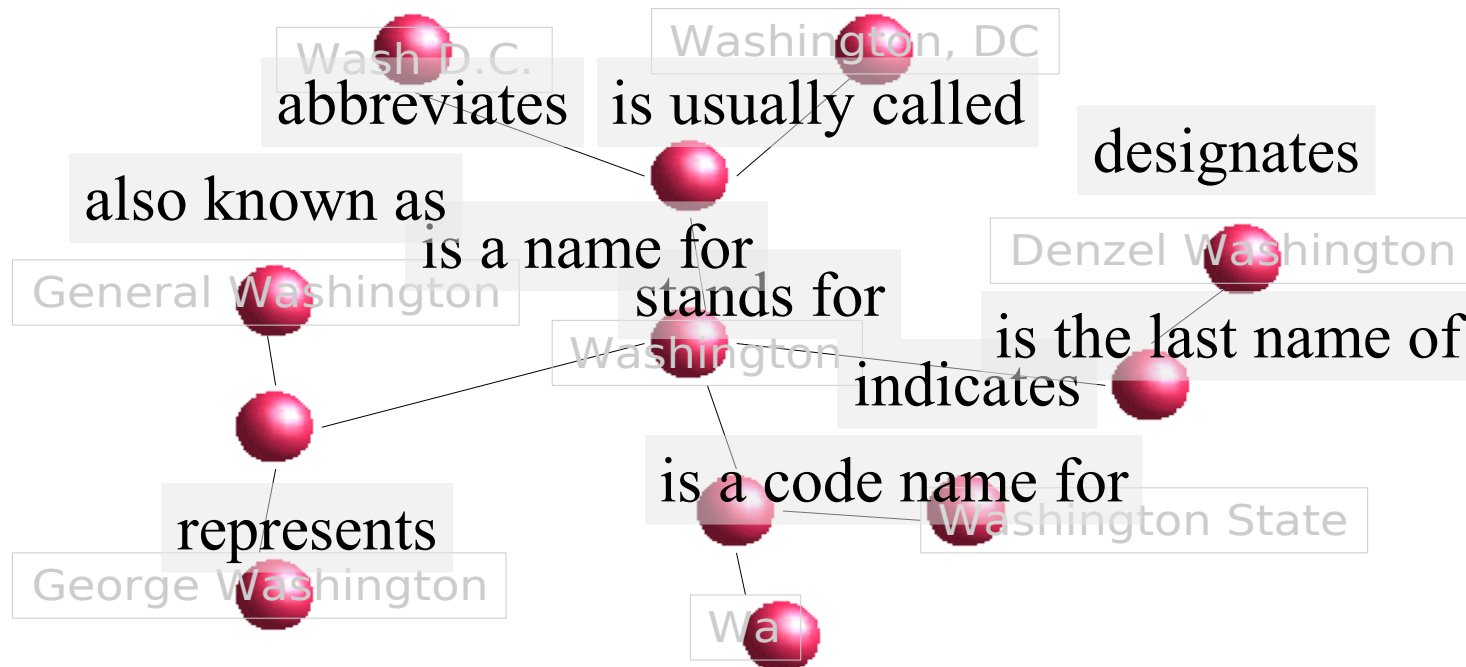 Wash D.C.
Washington, DC
abbreviates
is usually called
designates
also known as
is a name for
Denzel Washington
General Washington
stands for
is the last name of
Washington
indicates
is a code name for
Washington State
represents
George Washington
Wa